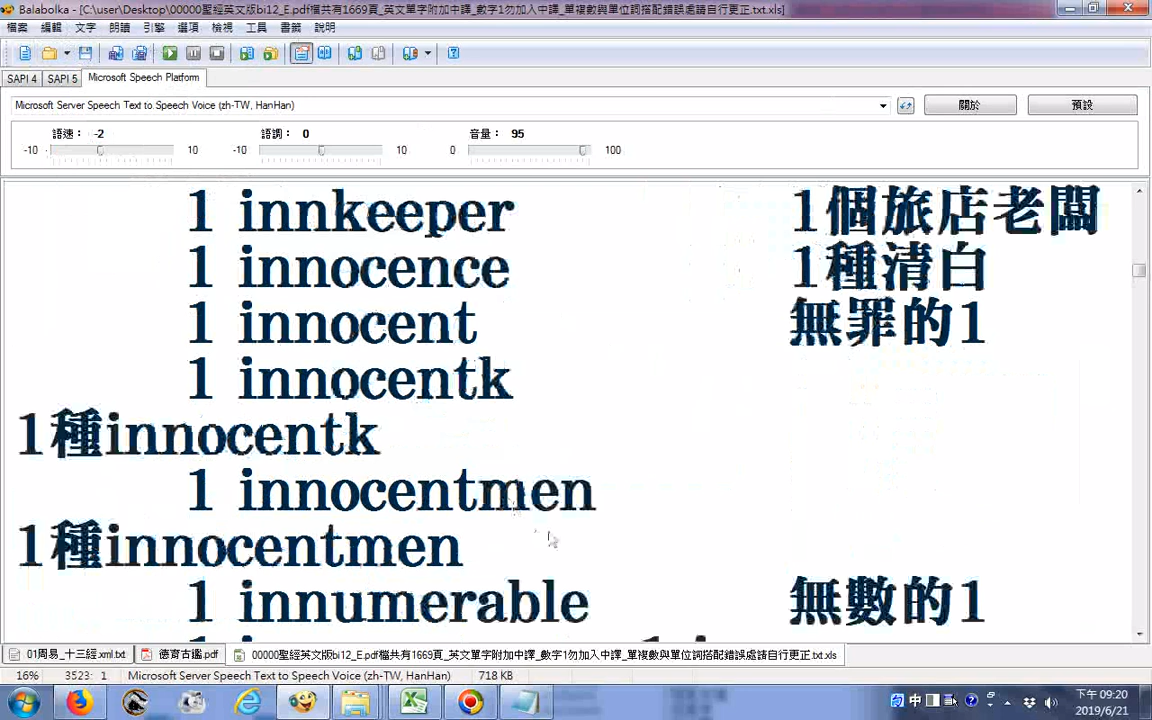 Balabolka - [C:\user\Desktop\00000聖經英文版bi12_E.pdf檔共有1669頁_英文單字附加中譯_數字1勿加入中譯_單複數與單位詞搭配錯誤處請自行更正.txt.xls]
檔案 編輯 文字 朗讀 引擎 選項 檢視 工具 書籤 說明
SAPI 4 SAPI 5 Microsoft Speech Platform
Microsoft Server Speech Text to Speech Voice (zh-TW, HanHan) 關於 預設
語速: -2 語調: 0 音量: 95
-10 10 -10 10 0 100
1 innkeeper 1個旅店老闆
1 innocence 1種清白
1 innocent 無罪的1
1 innocentk
1種innocentk
1 innocentmen
1種innocentmen
1 innumerable 無數的1
01周易_十三經.xml.txt 德育古鑑.pdf 00000聖經英文版bi12_E.pdf檔共有1669頁_英文單字附加中譯_數字1勿加入中譯_單複數與單位詞搭配錯誤處請自行更正.txt.xls
16% 3523: 1 Microsoft Server Speech Text to Speech Voice (zh-TW, HanHan) 718 KB
中 下午 09:20
2019/6/21